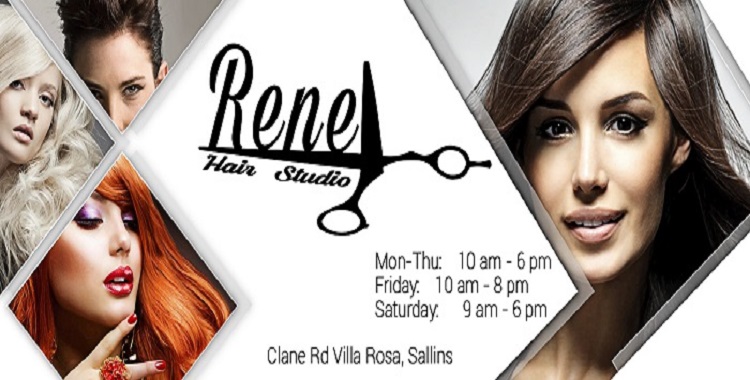 Rene
Hair Studio
Mon-Thu: 10 am - 6 pm
Friday: 10 am - 8 pm
Saturday: 9 am - 6 pm
Clane Rd Villa Rosa, Sallins